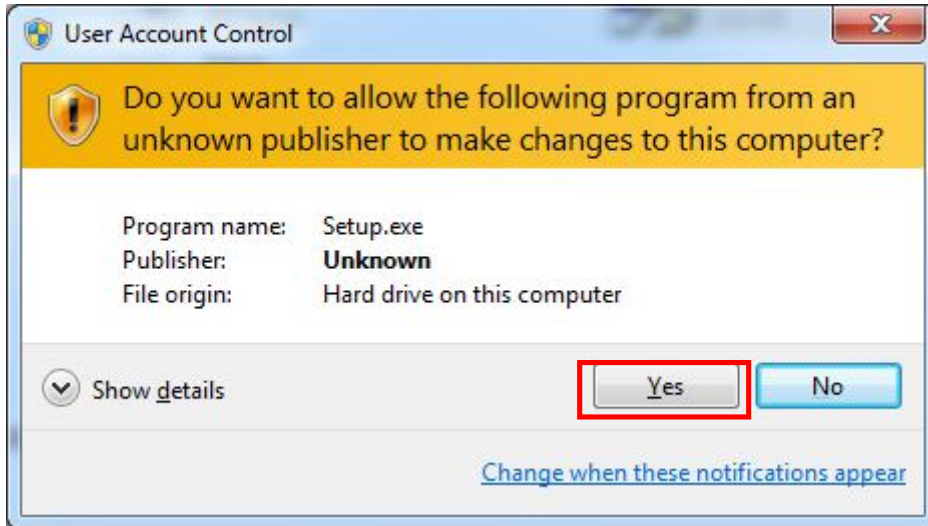 User Account Control
X
Do you want to allow the following program from an
unknown publisher to make changes to this computer?
Program name: Setup.exe
Publisher: Unknown
File origin: Hard drive on this computer
Show details
Yes
No
Change when these notifications appear